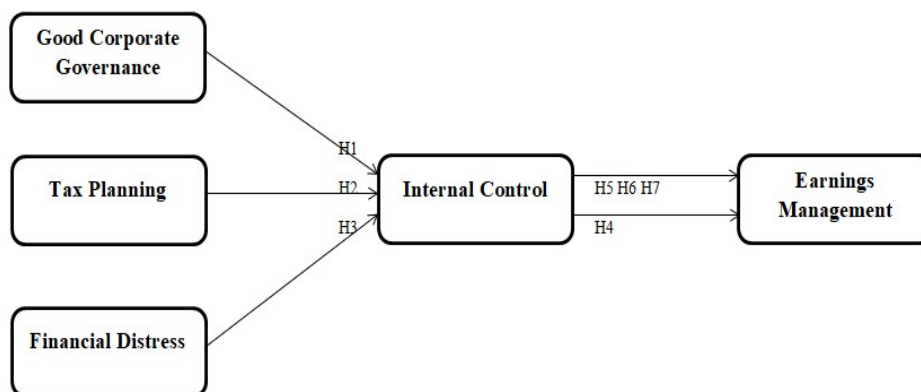 Good Corporate
Governance
H1
Tax Planning
H2
Internal Control
H5 H6 H7
Earnings
Management
H3
H4
Financial Distress